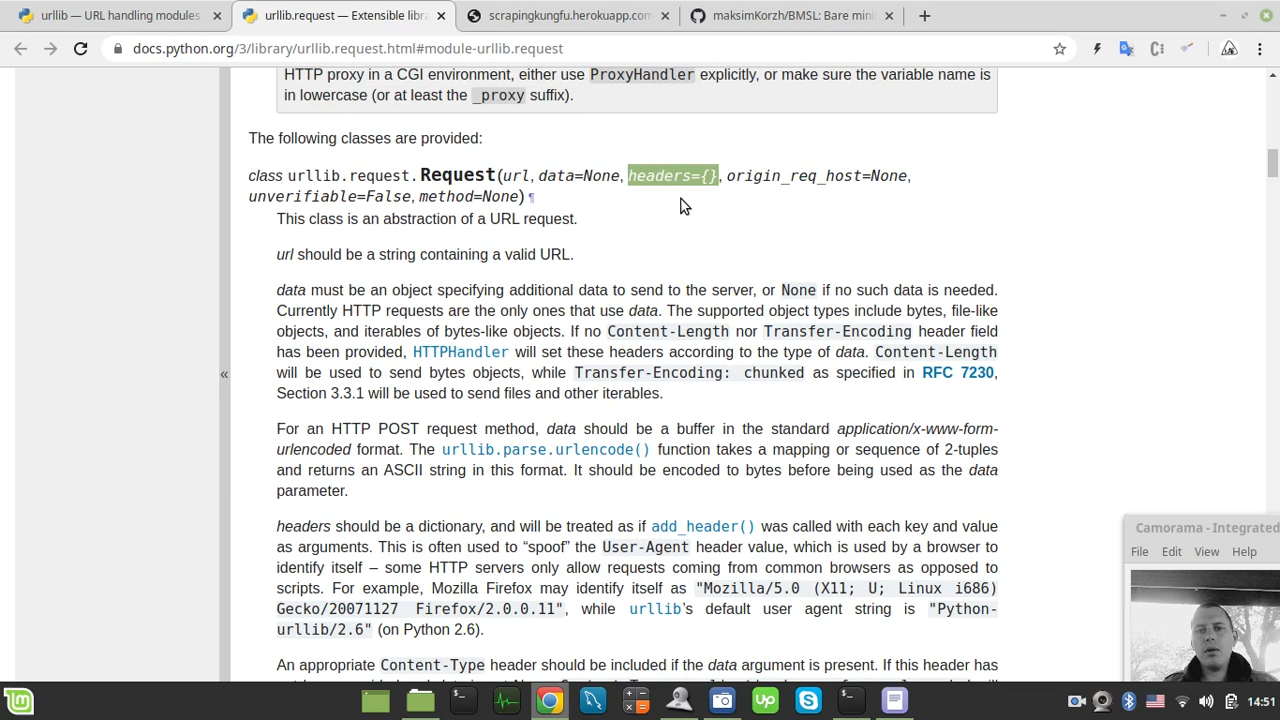 urllib — URL handling modules
urllib.request — Extensible libra
scrapingkungfu.herokuapp.com
maksimKorzh/BMSL: Bare mini
docs.python.org/3/library/urllib.request.html#module-urllib.request
HTTP proxy in a CGI environment, either use ProxyHandler explicitly, or make sure the variable name is
in lowercase (or at least the _proxy suffix).
The following classes are provided:
class urllib.request.Request(url, data=None, headers={}, origin_req_host=None,
unverifiable=False, method=None)¶
This class is an abstraction of a URL request.
url should be a string containing a valid URL.
data must be an object specifying additional data to send to the server, or None if no such data is needed.
Currently HTTP requests are the only ones that use data. The supported object types include bytes, file-like
objects, and iterables of bytes-like objects. If no Content-Length nor Transfer-Encoding header field
has been provided, HTTPHandler will set these headers according to the type of data. Content-Length
will be used to send bytes objects, while Transfer-Encoding: chunked as specified in RFC 7230,
Section 3.3.1 will be used to send files and other iterables.
For an HTTP POST request method, data should be a buffer in the standard application/x-www-form-
urlencoded format. The urllib.parse.urlencode() function takes a mapping or sequence of 2-tuples
and returns an ASCII string in this format. It should be encoded to bytes before being used as the data
parameter.
headers should be a dictionary, and will be treated as if add_header() was called with each key and value
as arguments. This is often used to “spoof” the User-Agent header value, which is used by a browser to
identify itself – some HTTP servers only allow requests coming from common browsers as opposed to
scripts. For example, Mozilla Firefox may identify itself as "Mozilla/5.0 (X11; U; Linux i686)
Gecko/20071127 Firefox/2.0.0.11", while urllib’s default user agent string is "Python-
urllib/2.6" (on Python 2.6).
An appropriate Content-Type header should be included if the data argument is present. If this header has
«
Camorama - Integrated
File Edit View Help
Up
14:51